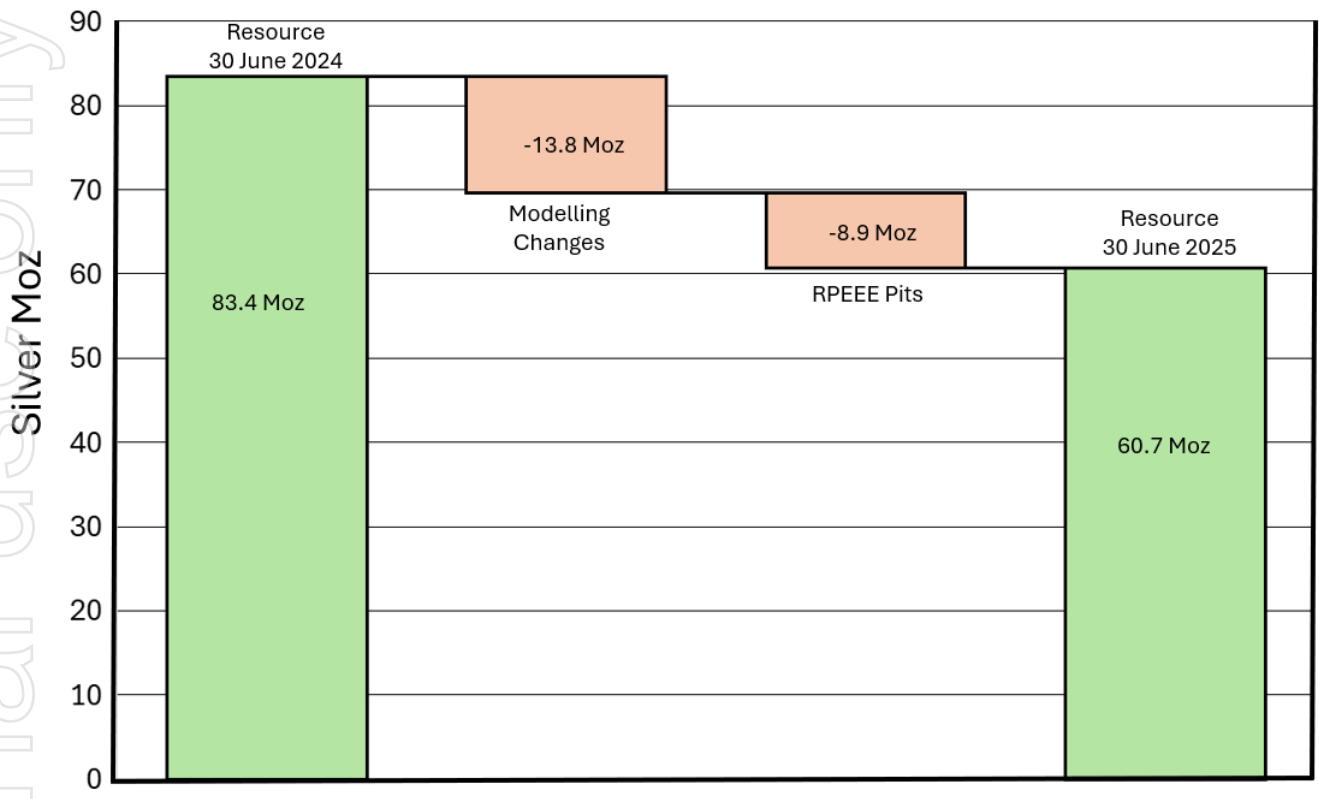 90
80
70
60
50
40
30
20
10
0
Silver Moz
Resource
30 June 2024
83.4 Moz
-13.8 Moz
Modelling
Changes
-8.9 Moz
RPEEE Pits
Resource
30 June 2025
60.7 Moz